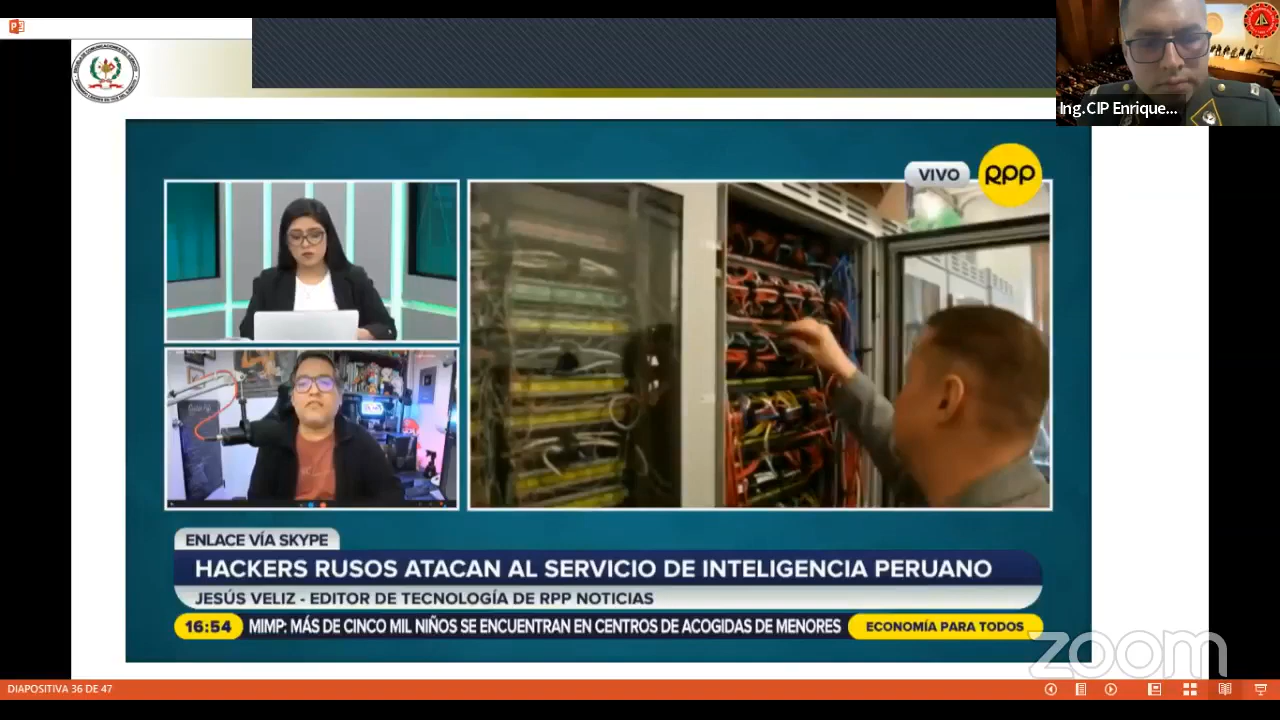 Ing.CIP Enrique...
VIVO
RPP
ENLACE VÍA SKYPE
HACKERS RUSOS ATACAN AL SERVICIO DE INTELIGENCIA PERUANO
JESÚS VELIZ - EDITOR DE TECNOLOGÍA DE RPP NOTICIAS
16:54 MIMP: MÁS DE CINCO MIL NIÑOS SE ENCUENTRAN EN CENTROS DE ACOGIDAS DE MENORES ECONOMÍA PARA TODOS
zoom
DIAPOSITIVA 36 DE 47